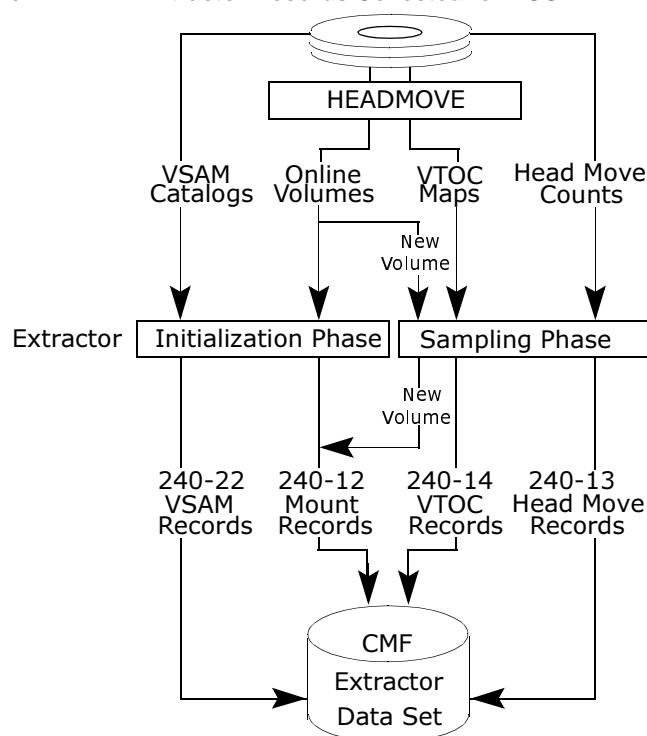 HEADMOVE
VSAM
Catalogs
Online
Volumes
VTOC
Maps
Head Move
Counts
New
Volume
Extractor
Initialization Phase
Sampling Phase
New
Volume
240-22
VSAM
Records
240-12
Mount
Records
240-14
VTOC
Records
240-13
Head Move
Records
CMF
Extractor
Data Set